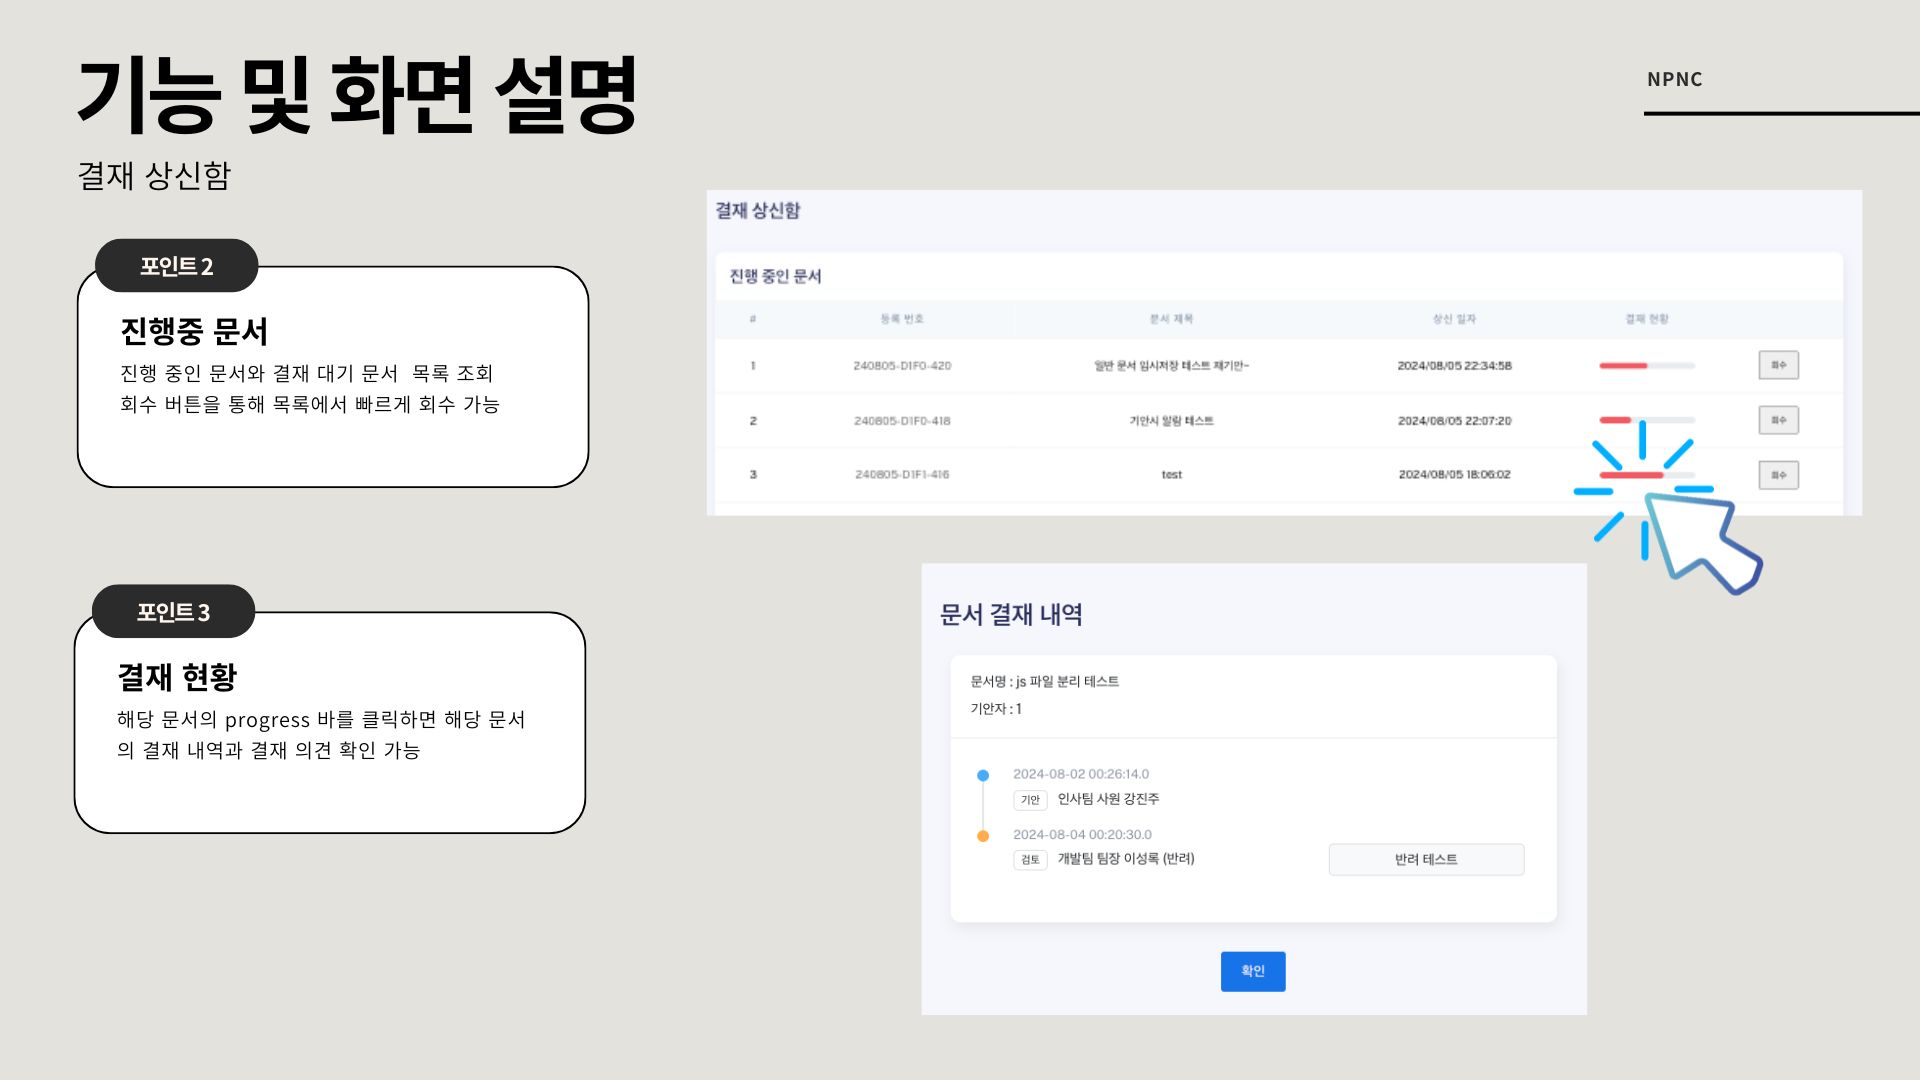 기능 및 화면 설명
NPNC
결재 상신함
포인트 2
진행중 문서
진행 중인 문서와 결재 대기 문서 목록 조회
회수 버튼을 통해 목록에서 빠르게 회수 가능
포인트 3
결재 현황
해당 문서의 progress 바를 클릭하면 해당 문서
의 결재 내역과 결재 의견 확인 가능
결재 상신함
진행 중인 문서
# 등록 번호 문서 제목 상신 일자 결재 현황
1 240805-D1F0-420 일반 문서 임시저장 테스트 재기안~ 2024/08/05 22:34:58 회수
2 240805-D1F0-418 기안시 알람 테스트 2024/08/05 22:07:20 회수
3 240805-D1F1-416 test 2024/08/05 18:06:02 회수
문서 결재 내역
문서명 : js 파일 분리 테스트
기안자 : 1
2024-08-02 00:26:14.0
기안 인사팀 사원 강진주
2024-08-04 00:20:30.0
검토 개발팀 팀장 이성록 (반려) 반려 테스트
확인